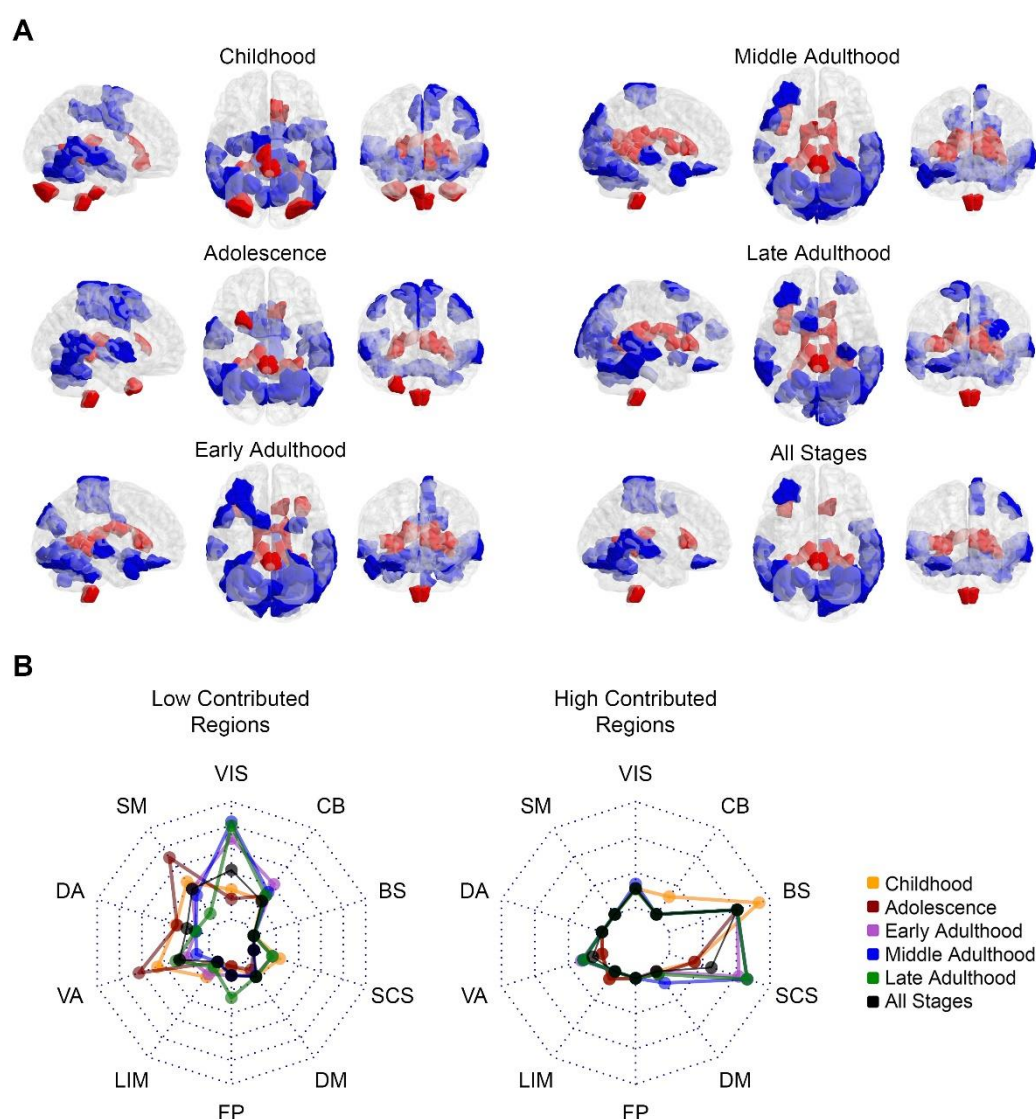 A
Childhood
Middle Adulthood
Adolescence
Late Adulthood
Early Adulthood
All Stages
B
Low Contributed
Regions
High Contributed
Regions
VIS
CB
BS
SCS
DM
FP
LIM
VA
DA
SM
VIS
CB
BS
SCS
DM
FP
LIM
VA
DA
SM
Childhood
Adolescence
Early Adulthood
Middle Adulthood
Late Adulthood
All Stages